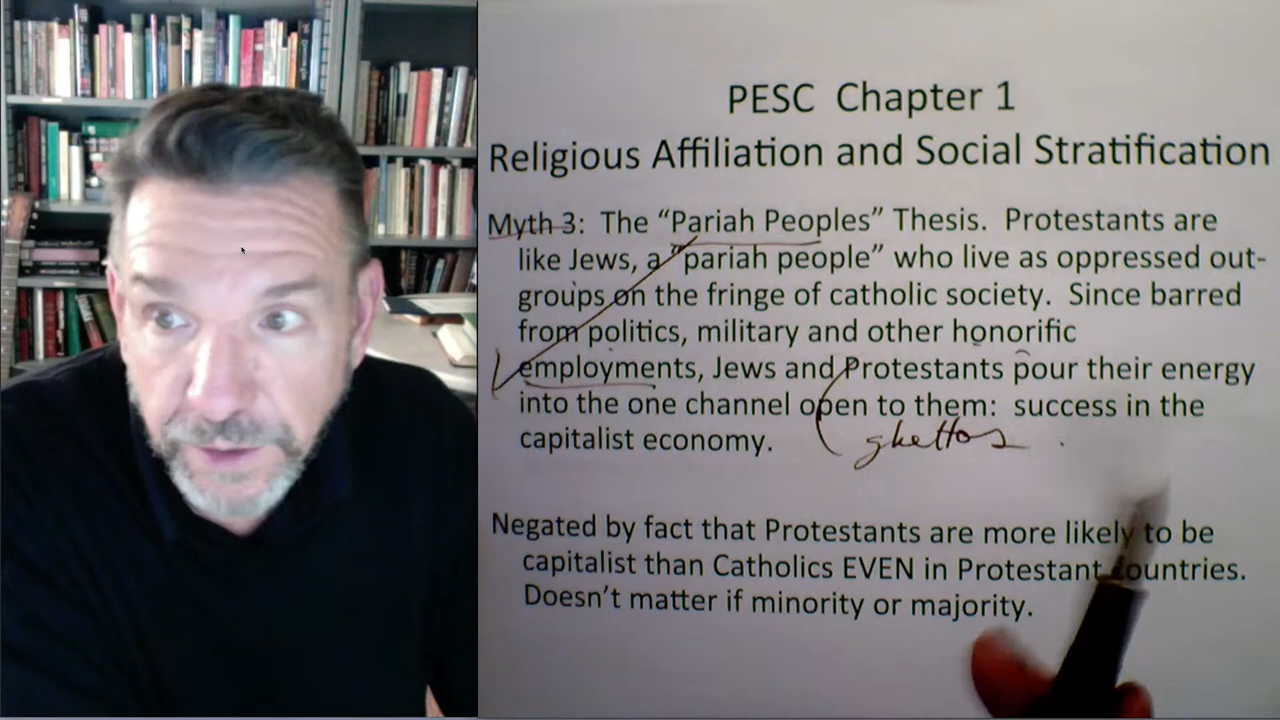 PESC Chapter 1
Religious Affiliation and Social Stratification
Myth 3: The “Pariah Peoples” Thesis. Protestants are
like Jews, a “pariah people” who live as oppressed out-
groups on the fringe of catholic society. Since barred
from politics, military and other honorific
employments, Jews and Protestants pour their energy
into the one channel open to them: success in the
capitalist economy.
ghettos
Negated by fact that Protestants are more likely to be
capitalist than Catholics EVEN in Protestant countries.
Doesn’t matter if minority or majority.